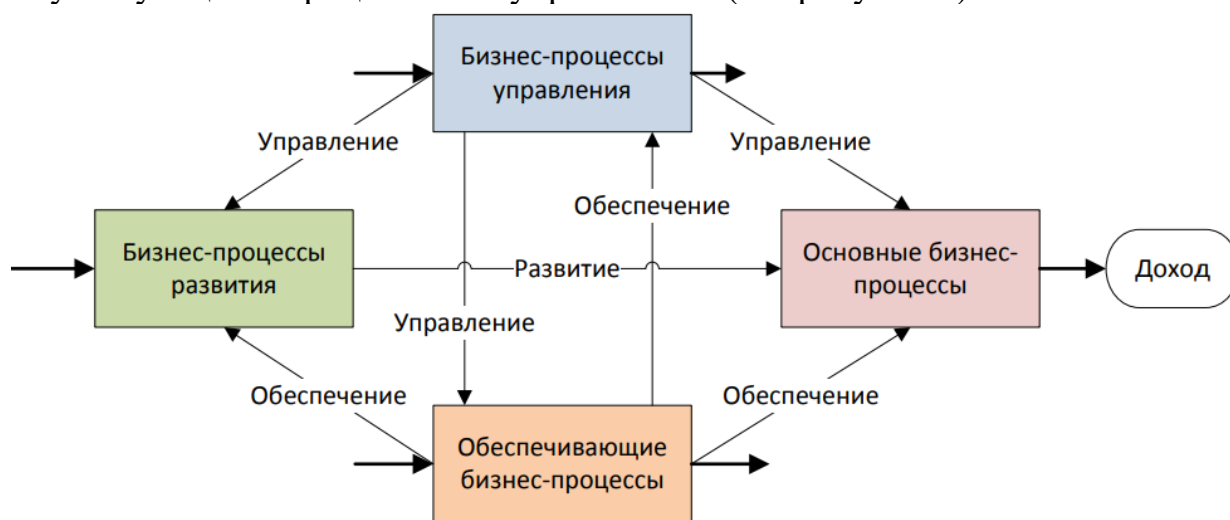 Бизнес-процессы
управления
Управление
Управление
Обеспечение
Бизнес-процессы
развития
Развитие
Основные бизнес-
процессы
Доход
Управление
Обеспечение
Обеспечение
Обеспечивающие
бизнес-процессы